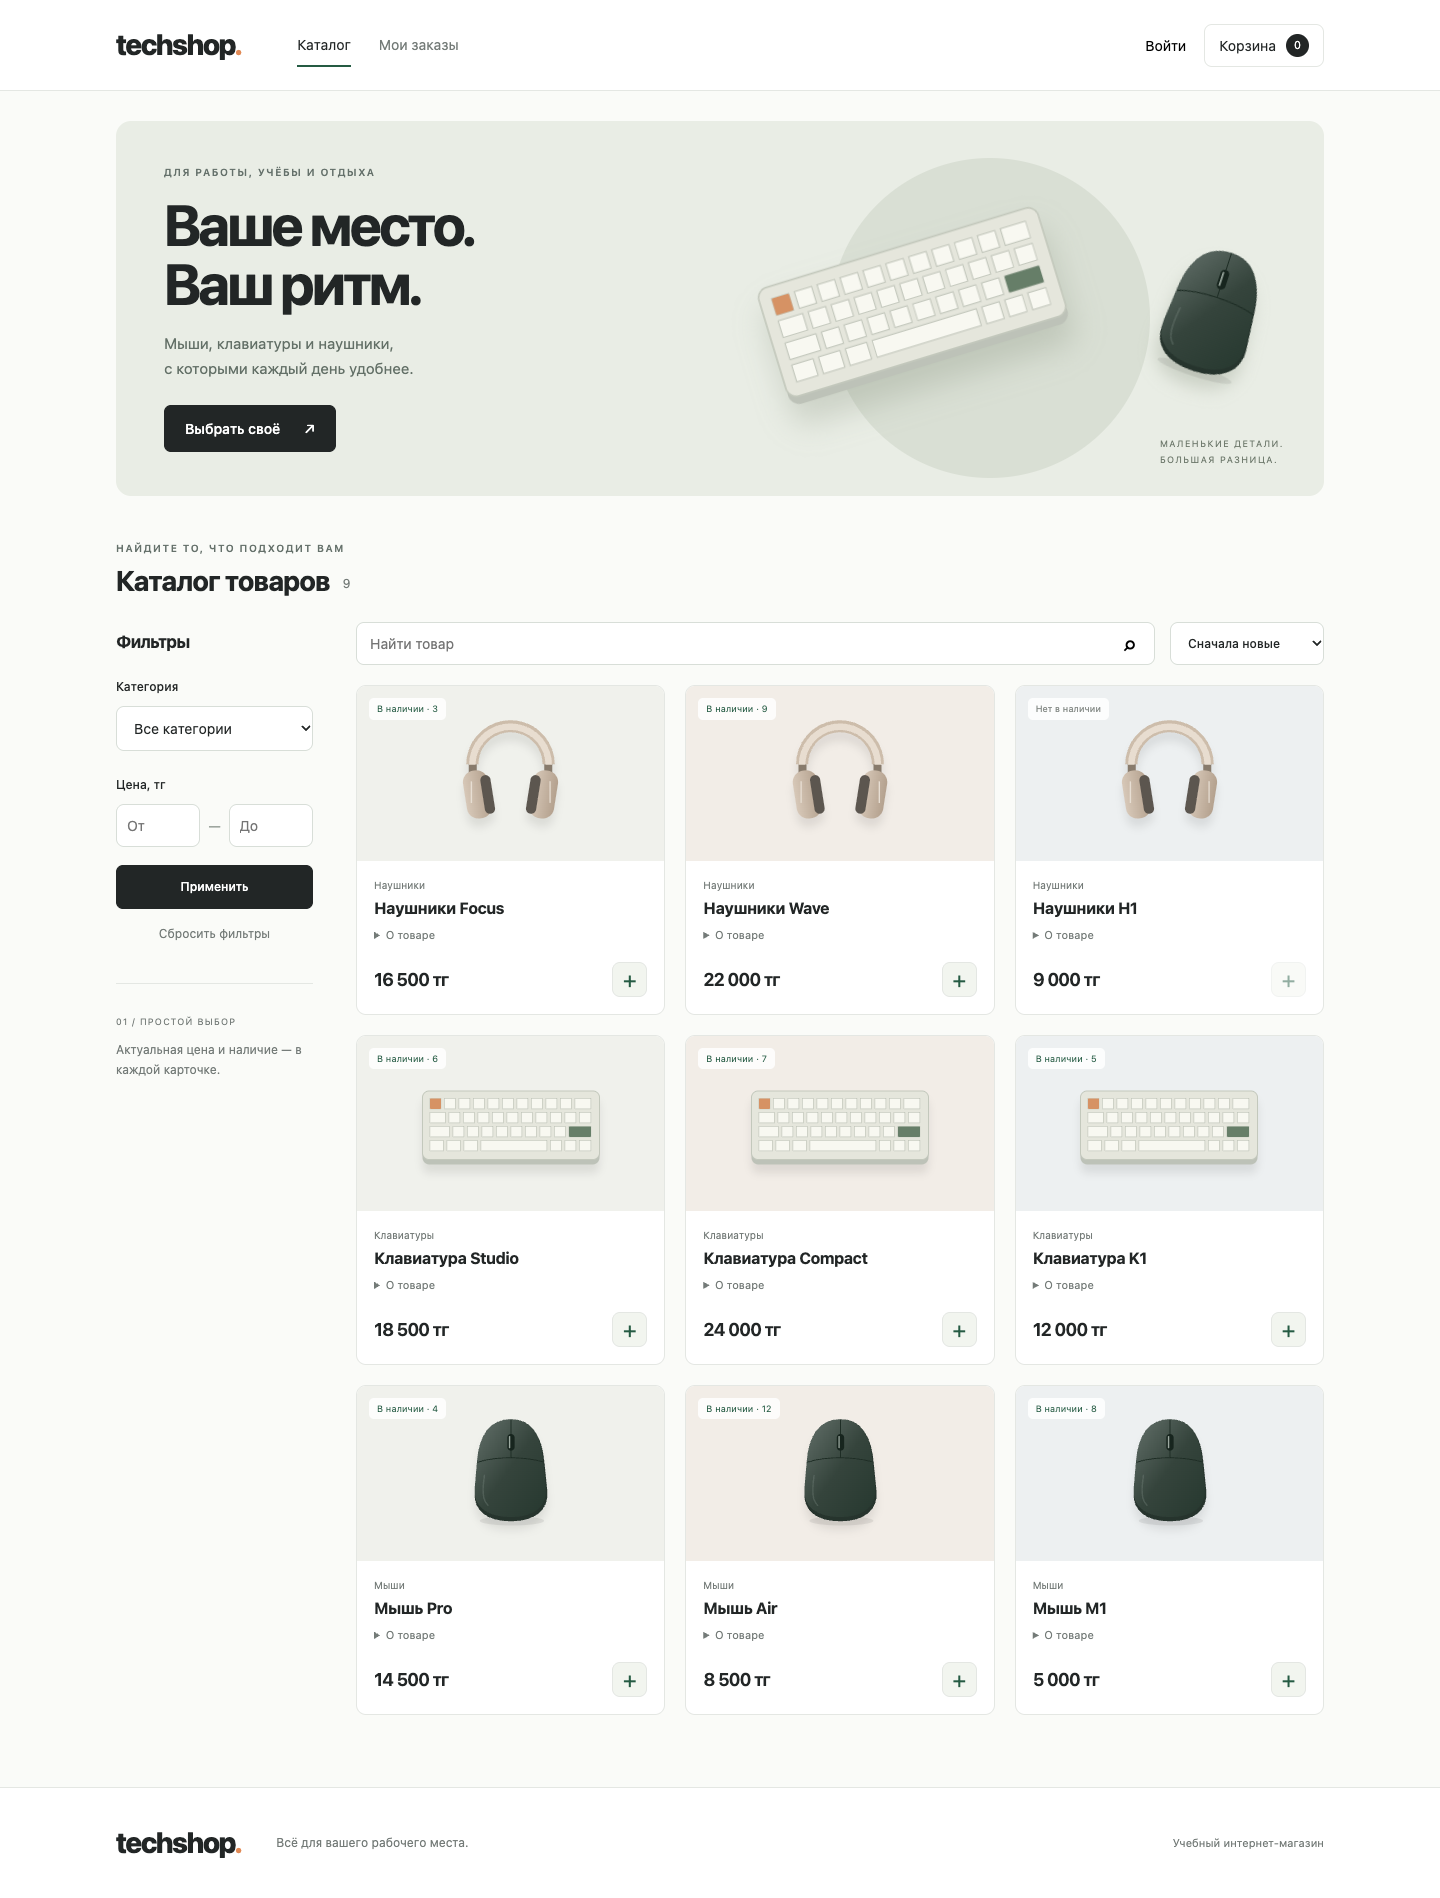 techshop.
Каталог
Мои заказы
Войти
Корзина 0
ДЛЯ РАБОТЫ, УЧЁБЫ И ОТДЫХА
Ваше место.
Ваш ритм.
Мыши, клавиатуры и наушники,
с которыми каждый день удобнее.
Выбрать своё ↗
МАЛЕНЬКИЕ ДЕТАЛИ.
БОЛЬШАЯ РАЗНИЦА.
НАЙДИТЕ ТО, ЧТО ПОДХОДИТ ВАМ
Каталог товаров 9
Фильтры
Категория
Все категории
Цена, тг
От — До
Применить
Сбросить фильтры
01 / ПРОСТОЙ ВЫБОР
Актуальная цена и наличие — в
каждой карточке.
Найти товар
Сначала новые
В наличии · 3
Наушники
Наушники Focus
О товаре
16 500 тг
+
В наличии · 9
Наушники
Наушники Wave
О товаре
22 000 тг
+
Нет в наличии
Наушники
Наушники H1
О товаре
9 000 тг
+
В наличии · 6
Клавиатуры
Клавиатура Studio
О товаре
18 500 тг
+
В наличии · 7
Клавиатуры
Клавиатура Compact
О товаре
24 000 тг
+
В наличии · 5
Клавиатуры
Клавиатура K1
О товаре
12 000 тг
+
В наличии · 4
Мыши
Мышь Pro
О товаре
14 500 тг
+
В наличии · 12
Мыши
Мышь Air
О товаре
8 500 тг
+
В наличии · 8
Мыши
Мышь M1
О товаре
5 000 тг
+
techshop.
Всё для вашего рабочего места.
Учебный интернет-магазин